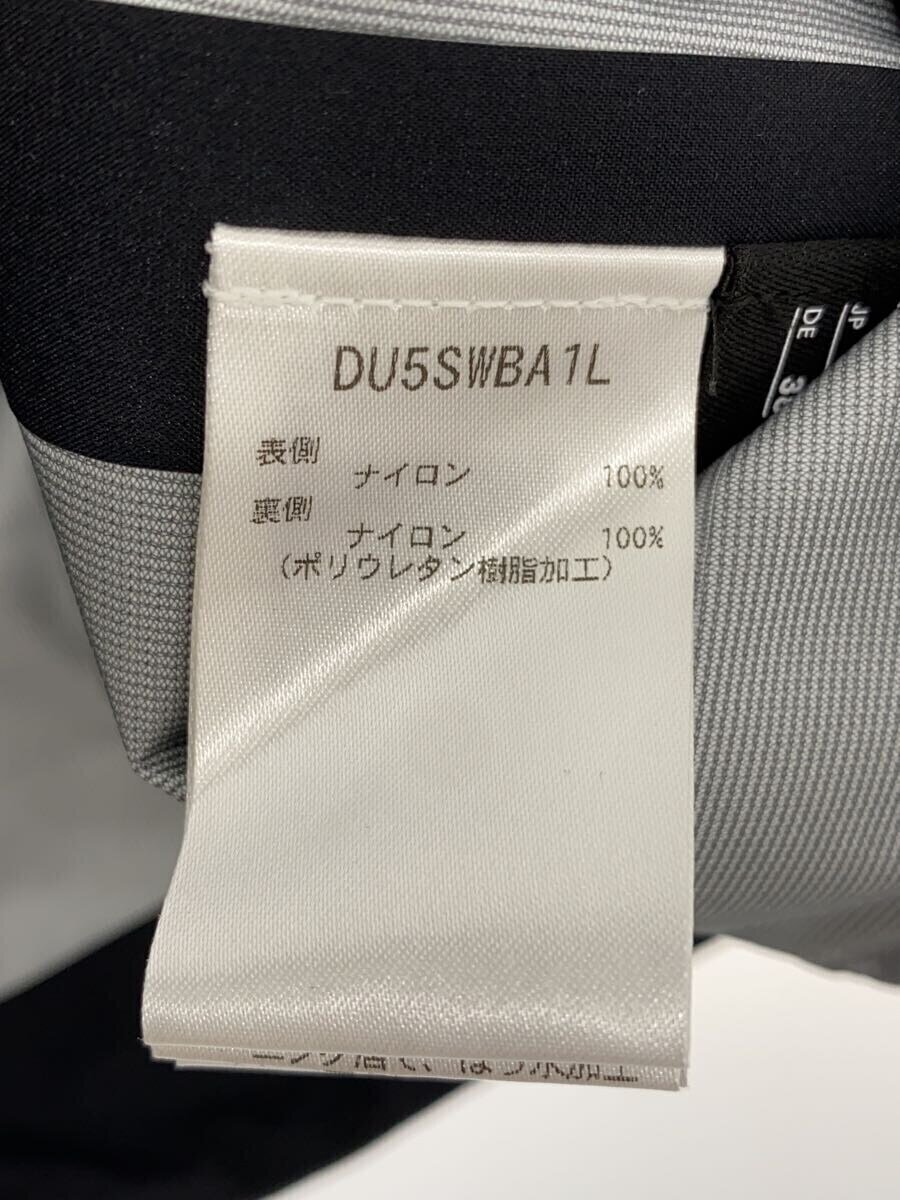 DU5SWBA1L
表側
ナイロン 100%
裏側
ナイロン 100%
(ポリウレタン樹脂加工)
JP
DE